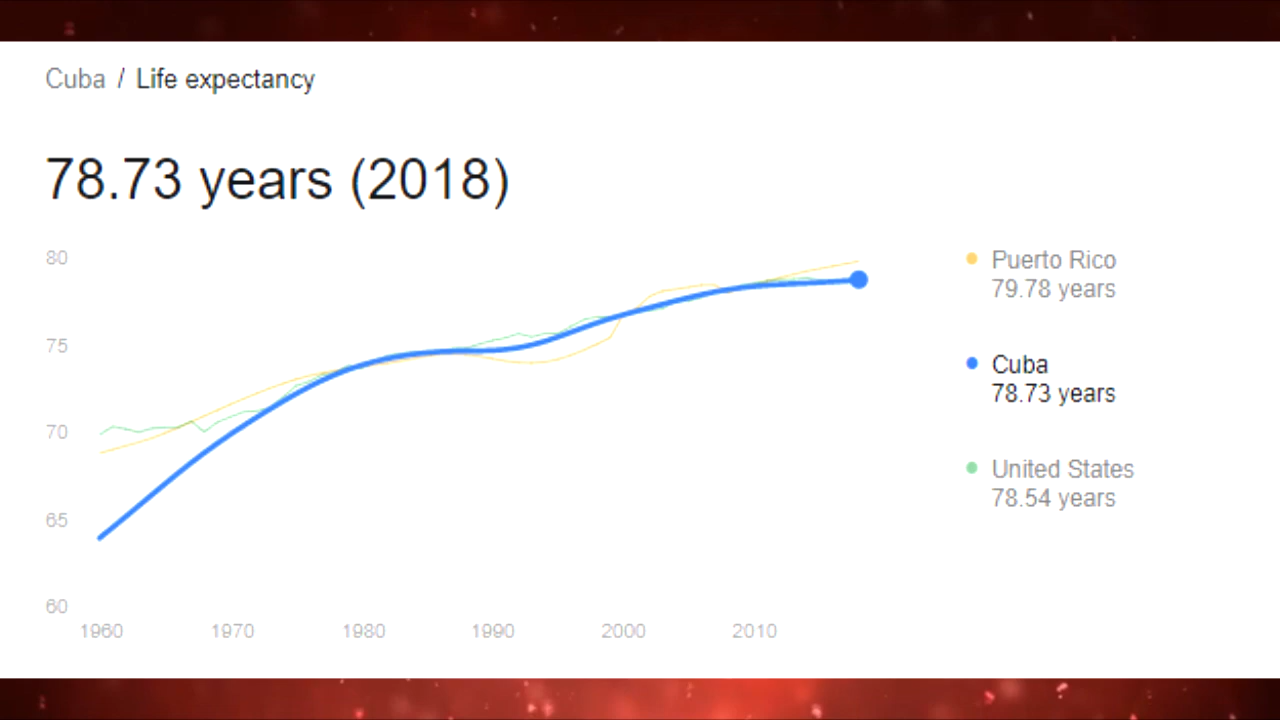 Cuba / Life expectancy
78.73 years (2018)
80
75
70
65
60
1960 1970 1980 1990 2000 2010
Puerto Rico
79.78 years
Cuba
78.73 years
United States
78.54 years